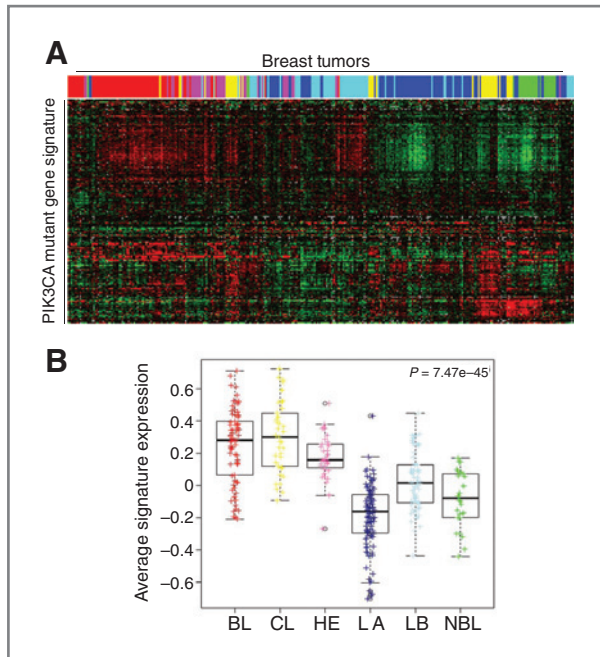 A
Breast tumors
PIK3CA mutant gene signature
B
P = 7.47e–45
Average signature expression
0.6
0.4
0.2
0
−0.2
−0.4
−0.6
BL CL HE LA LB NBL